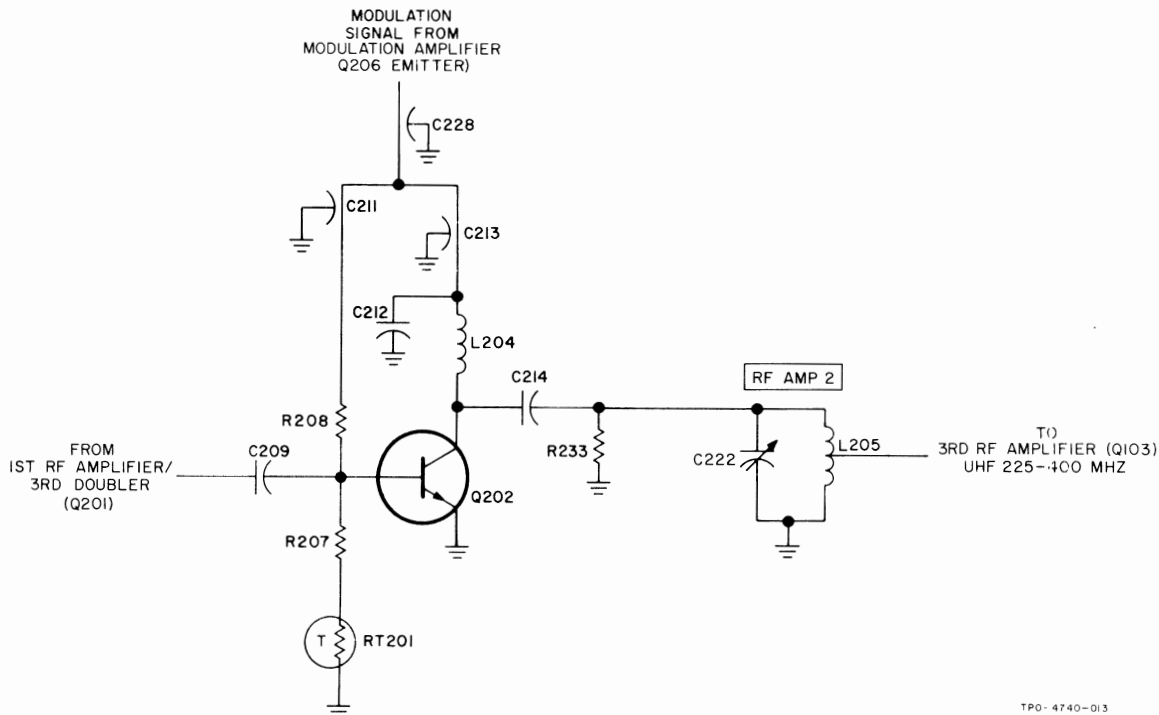 MODULATION
SIGNAL FROM
MODULATION AMPLIFIER
Q206 EMITTER)
C228
C211
C213
C212
L204
C214
RF AMP 2
R208
FROM
1ST RF AMPLIFIER/
3RD DOUBLER
(Q201)
C209
Q202
R233
C222
L205
TO
3RD RF AMPLIFIER (Q103)
UHF 225-400 MHZ
R207
T
RT201
TPO-4740-013